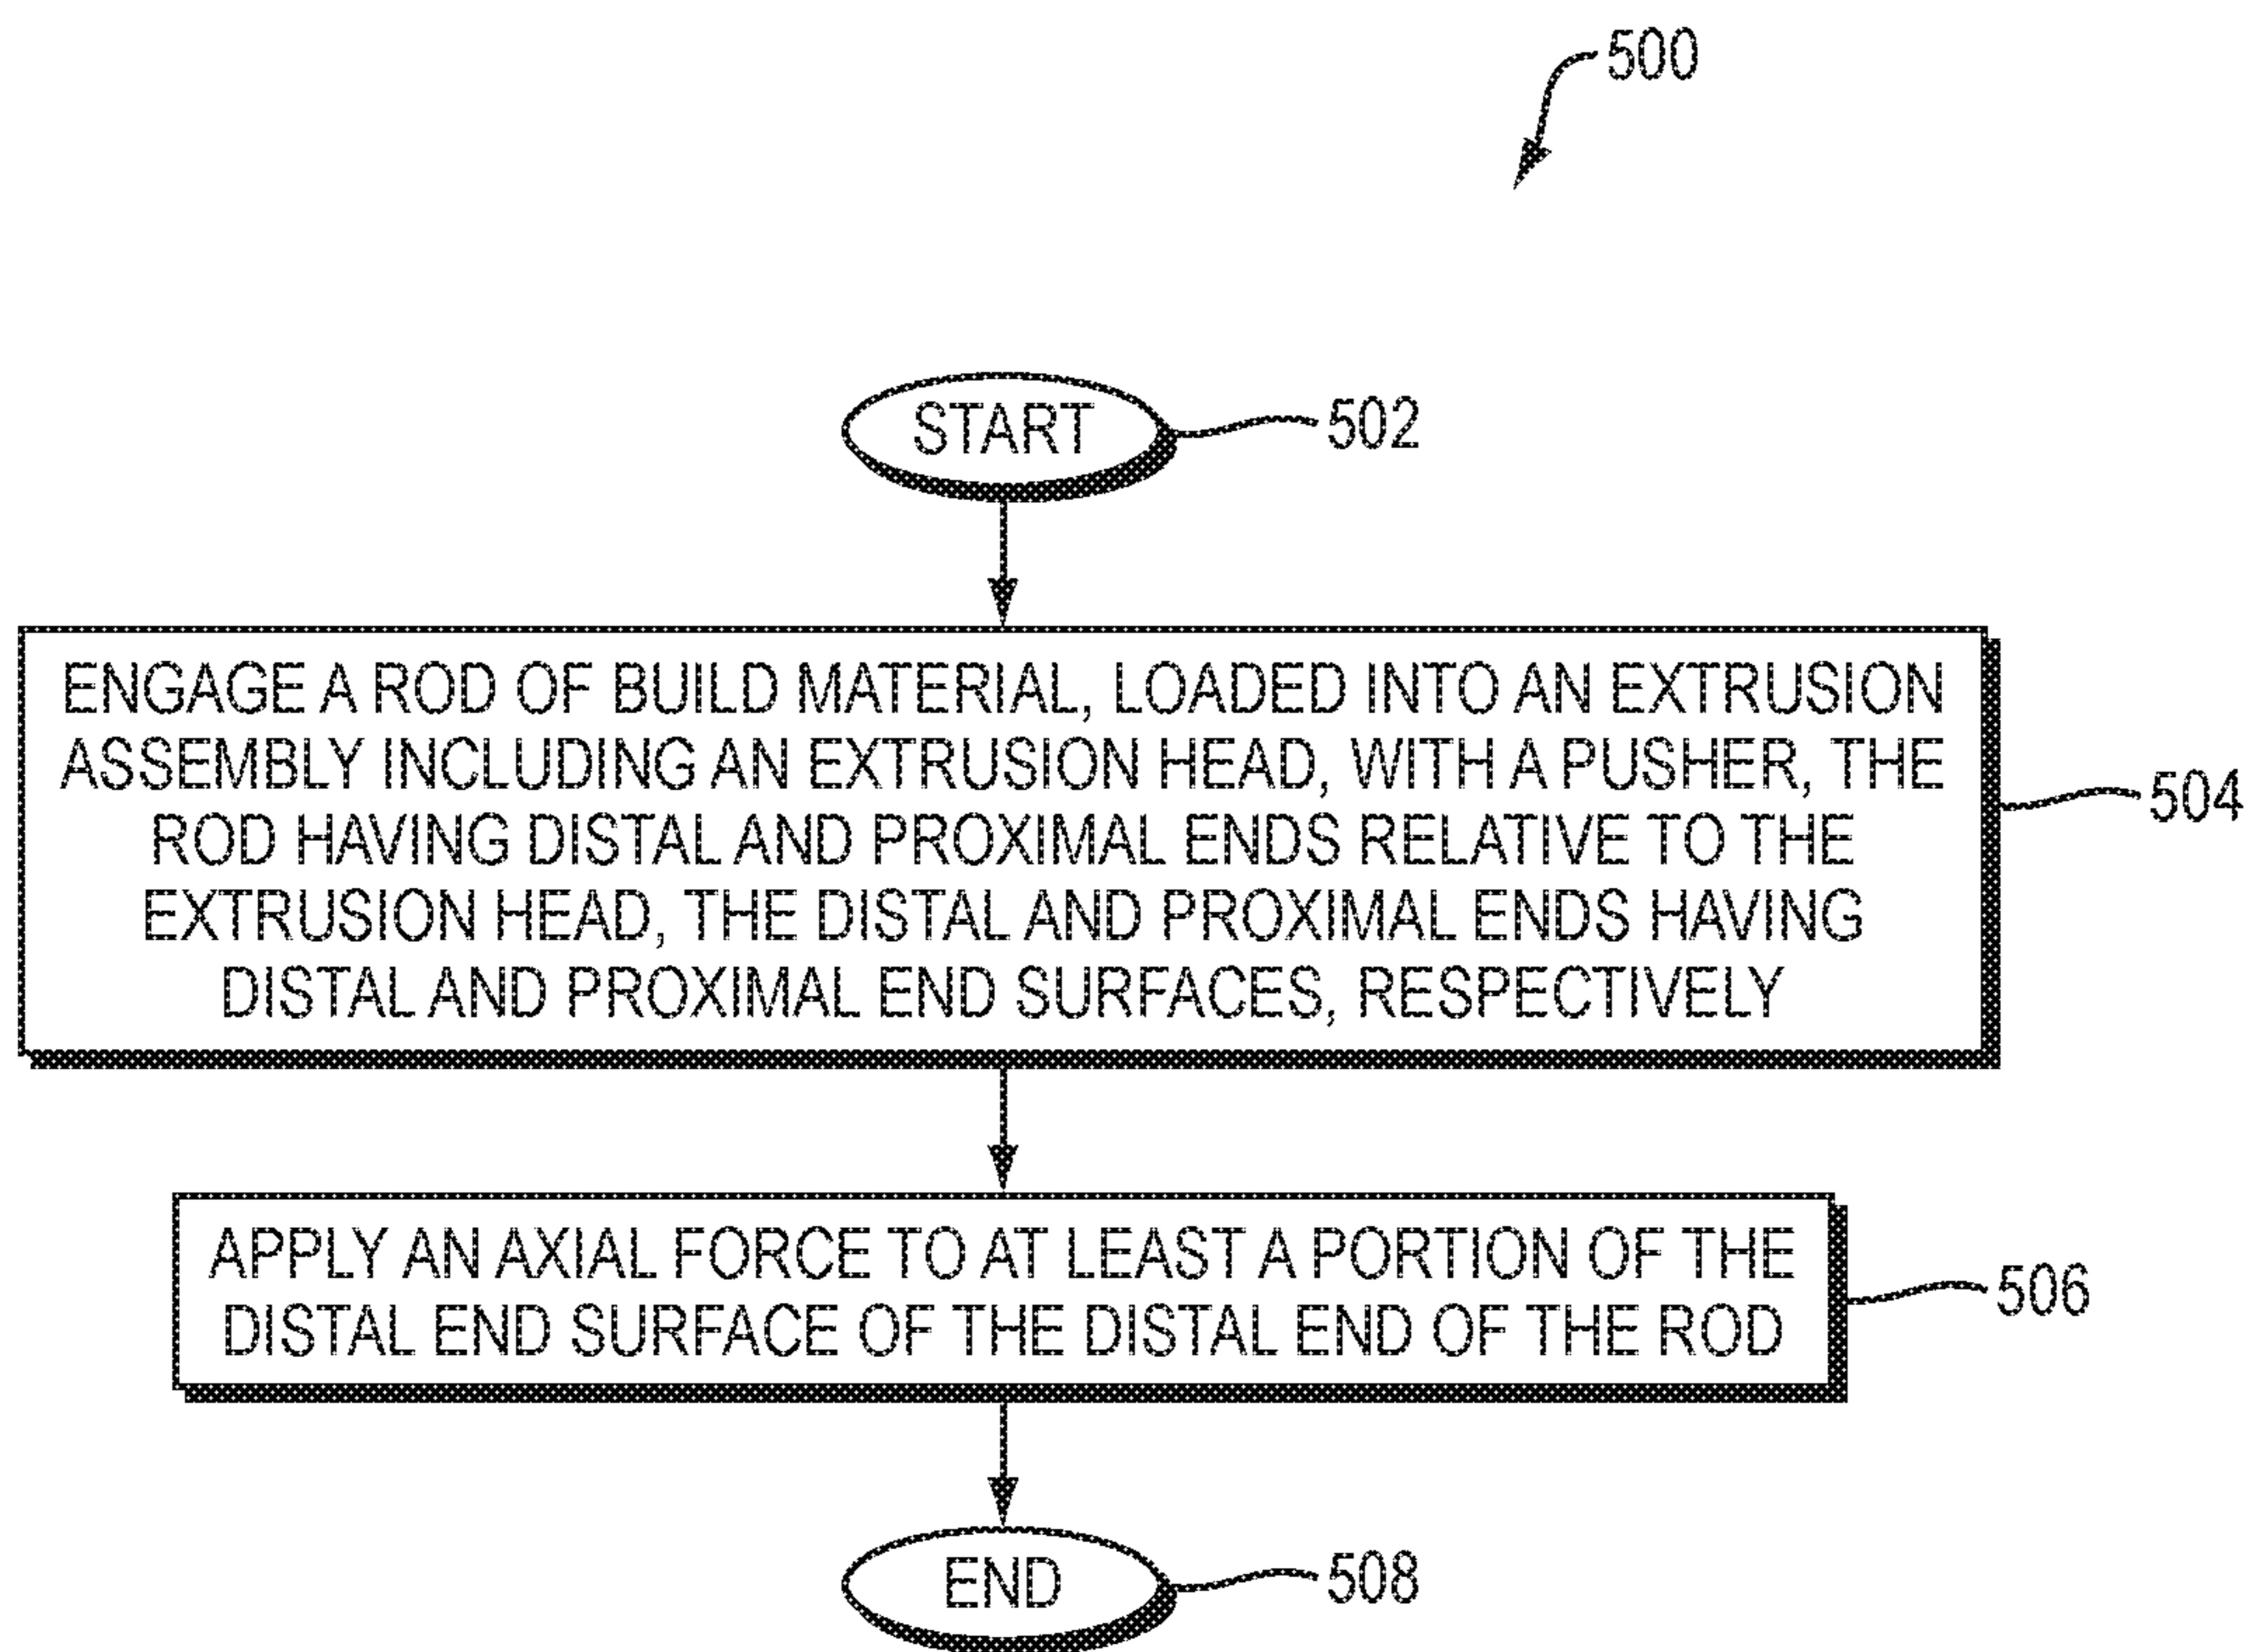 500
START
502
ENGAGE A ROD OF BUILD MATERIAL, LOADED INTO AN EXTRUSION
ASSEMBLY INCLUDING AN EXTRUSION HEAD, WITH A PUSHER, THE
ROD HAVING DISTAL AND PROXIMAL ENDS RELATIVE TO THE
EXTRUSION HEAD, THE DISTAL AND PROXIMAL ENDS HAVING
DISTAL AND PROXIMAL END SURFACES, RESPECTIVELY
504
APPLY AN AXIAL FORCE TO AT LEAST A PORTION OF THE
DISTAL END SURFACE OF THE DISTAL END OF THE ROD
506
END
508